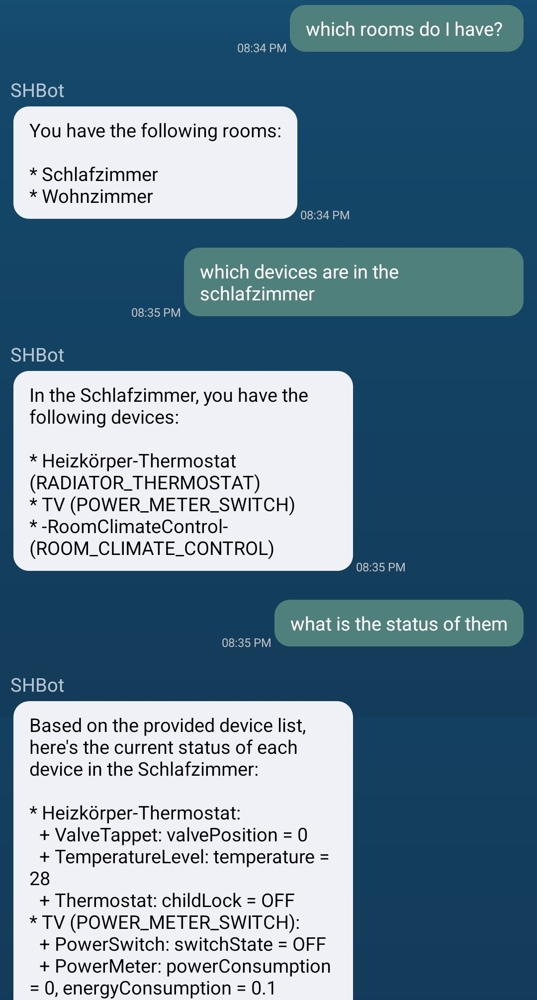 which rooms do I have?
08:34 PM
SHBot
You have the following rooms:
* Schlafzimmer
* Wohnzimmer
08:34 PM
which devices are in the
schlafzimmer
08:35 PM
SHBot
In the Schlafzimmer, you have the
following devices:
* Heizkörper-Thermostat
(RADIATOR_THERMOSTAT)
* TV (POWER_METER_SWITCH)
* -RoomClimateControl-
(ROOM_CLIMATE_CONTROL)
08:35 PM
what is the status of them
08:35 PM
SHBot
Based on the provided device list,
here's the current status of each
device in the Schlafzimmer:
* Heizkörper-Thermostat:
+ ValveTappet: valvePosition = 0
+ TemperatureLevel: temperature =
28
+ Thermostat: childLock = OFF
* TV (POWER_METER_SWITCH):
+ PowerSwitch: switchState = OFF
+ PowerMeter: powerConsumption
= 0, energyConsumption = 0.1